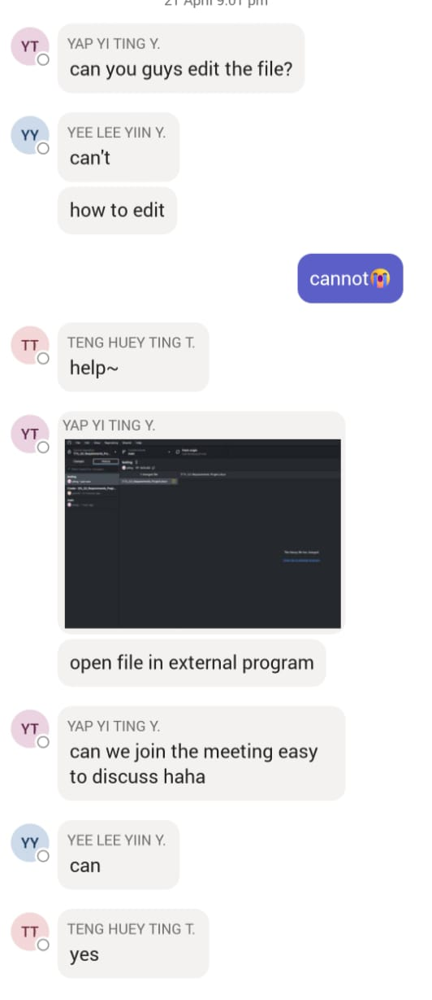 21 April 9:01 pm
YT
YAP YI TING Y.
can you guys edit the file?
YY
YEE LEE YIIN Y.
can't
how to edit
cannot😭
TT
TENG HUEY TING T.
help~
YT
YAP YI TING Y.
open file in external program
YT
YAP YI TING Y.
can we join the meeting easy
to discuss haha
YY
YEE LEE YIIN Y.
can
TT
TENG HUEY TING T.
yes